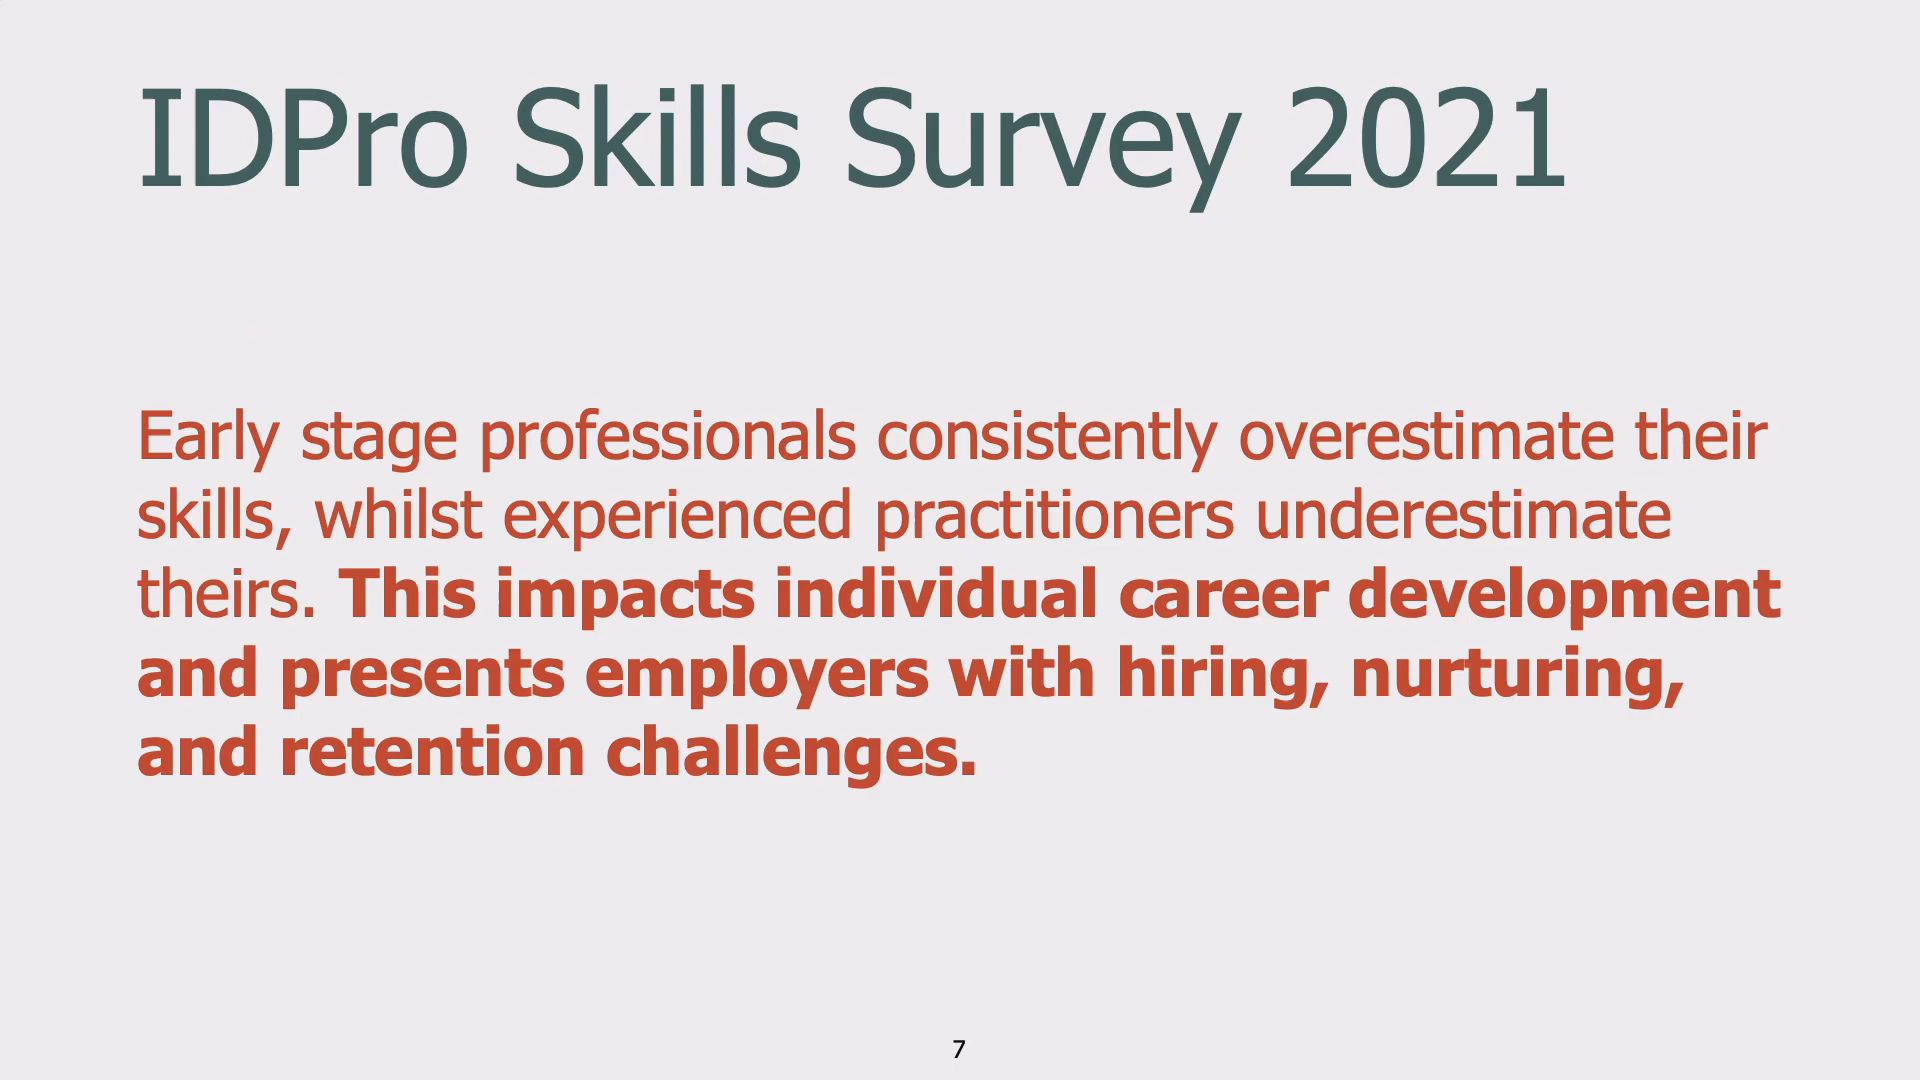 IDPro Skills Survey 2021
Early stage professionals consistently overestimate their
skills, whilst experienced practitioners underestimate
theirs. This impacts individual career development
and presents employers with hiring, nurturing,
and retention challenges.
7